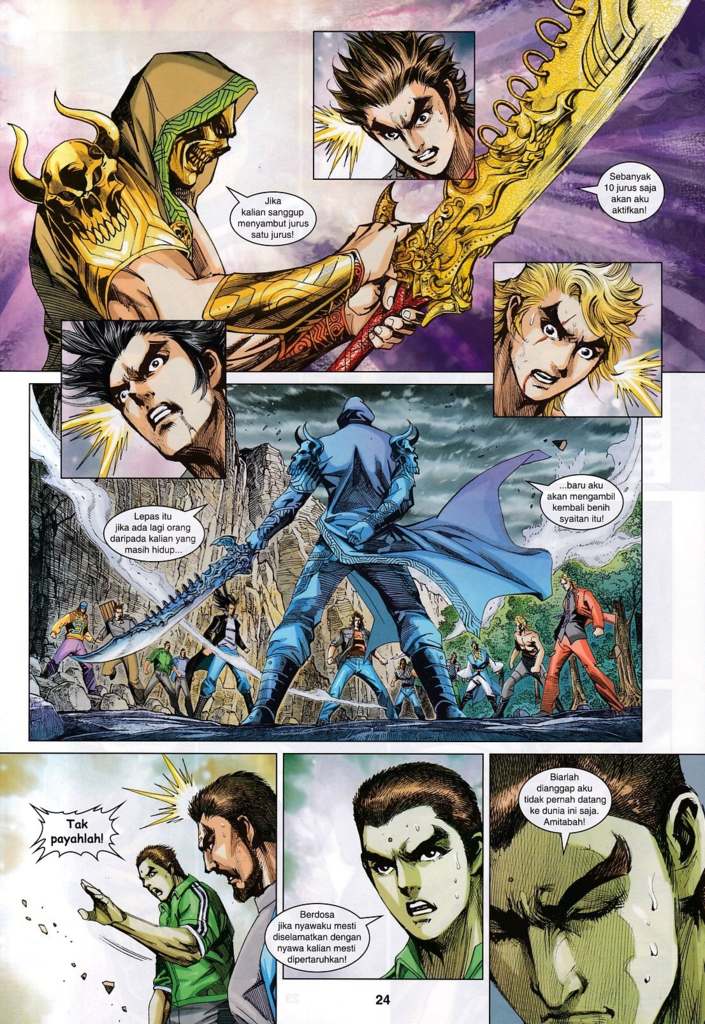 Jika
kalian sanggup
menyambut jurus
satu jurus!
Sebanyak
10 jurus saja
akan aku
aktifkan!
Lepas itu
jika ada lagi orang
daripada kalian yang
masih hidup...
...baru aku
akan mengambil
kembali benih
syaitan itu!
Tak
payahlah!
Berdosa
jika nyawaku mesti
diselamatkan dengan
nyawa kalian mesti
dipertaruhkan!
Biarlah
dianggap aku
tidak pernah datang
ke dunia ini saja.
Amitabah!
24